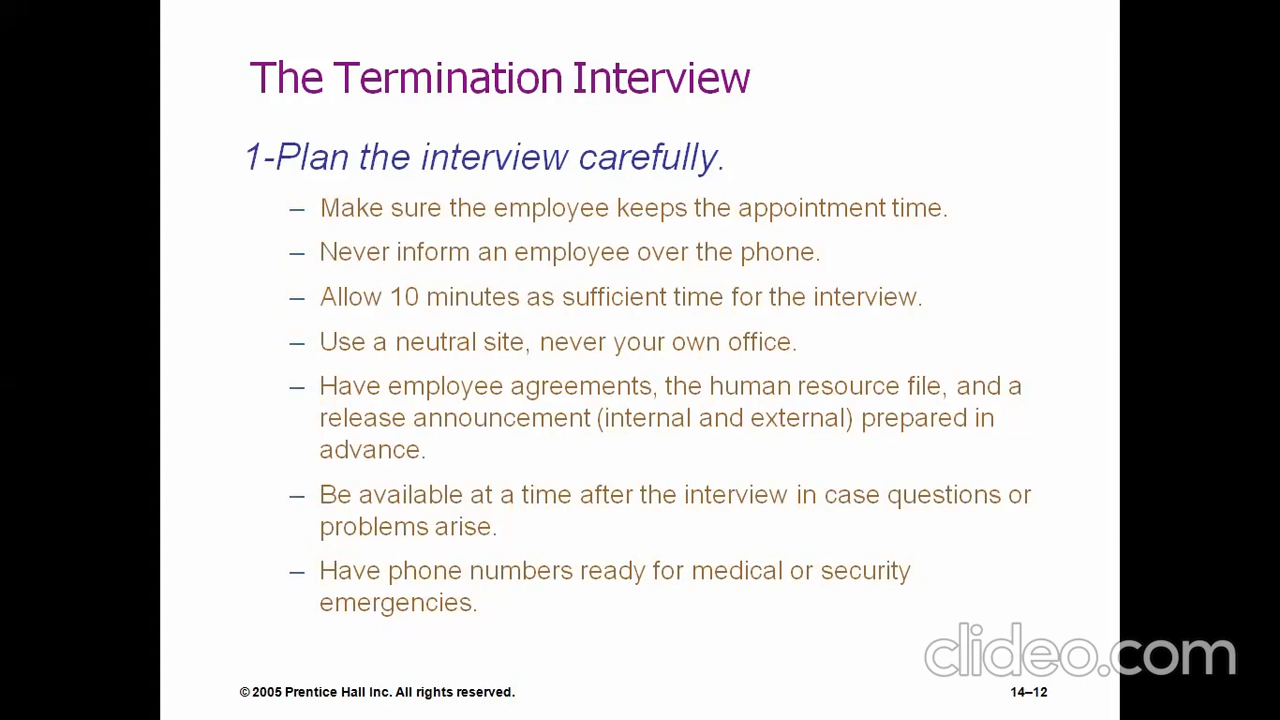 The Termination Interview
1-Plan the interview carefully.
– Make sure the employee keeps the appointment time.
– Never inform an employee over the phone.
– Allow 10 minutes as sufficient time for the interview.
– Use a neutral site, never your own office.
– Have employee agreements, the human resource file, and a
release announcement (internal and external) prepared in
advance.
– Be available at a time after the interview in case questions or
problems arise.
– Have phone numbers ready for medical or security
emergencies.
clideo.com
© 2005 Prentice Hall Inc. All rights reserved.
14–12